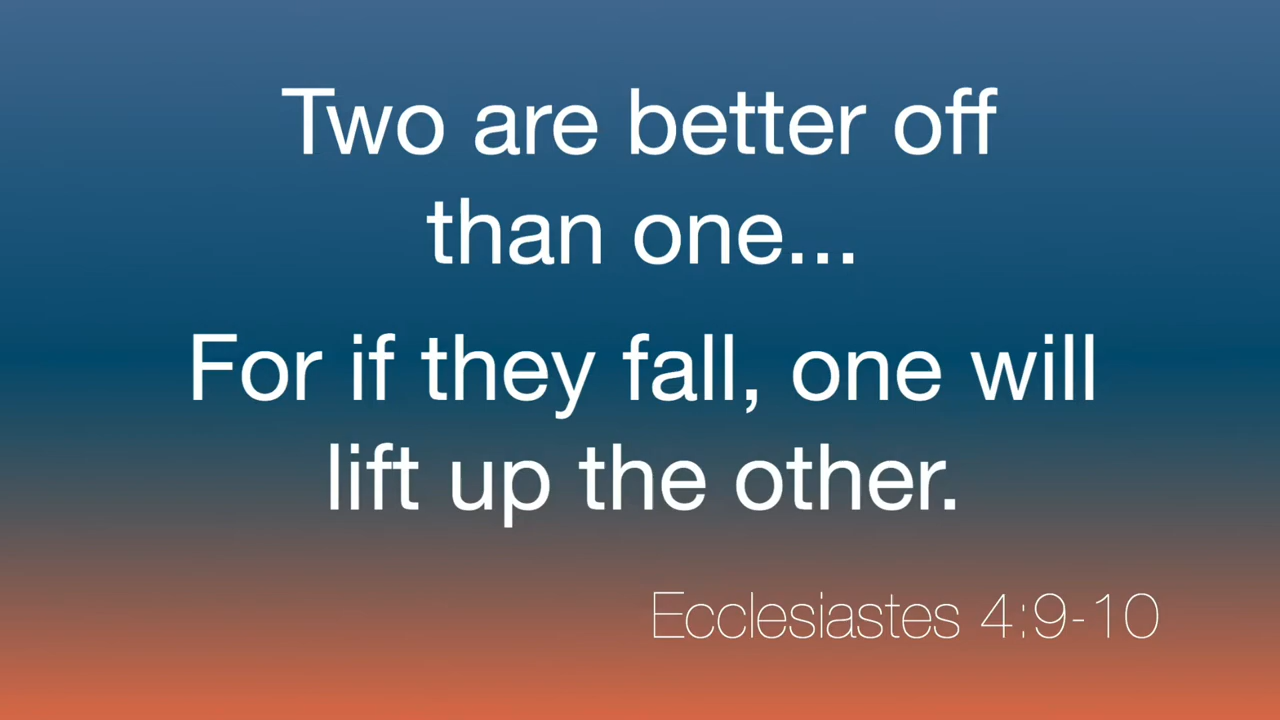 Two are better off
than one...
For if they fall, one will
lift up the other.
Ecclesiastes 4:9-10